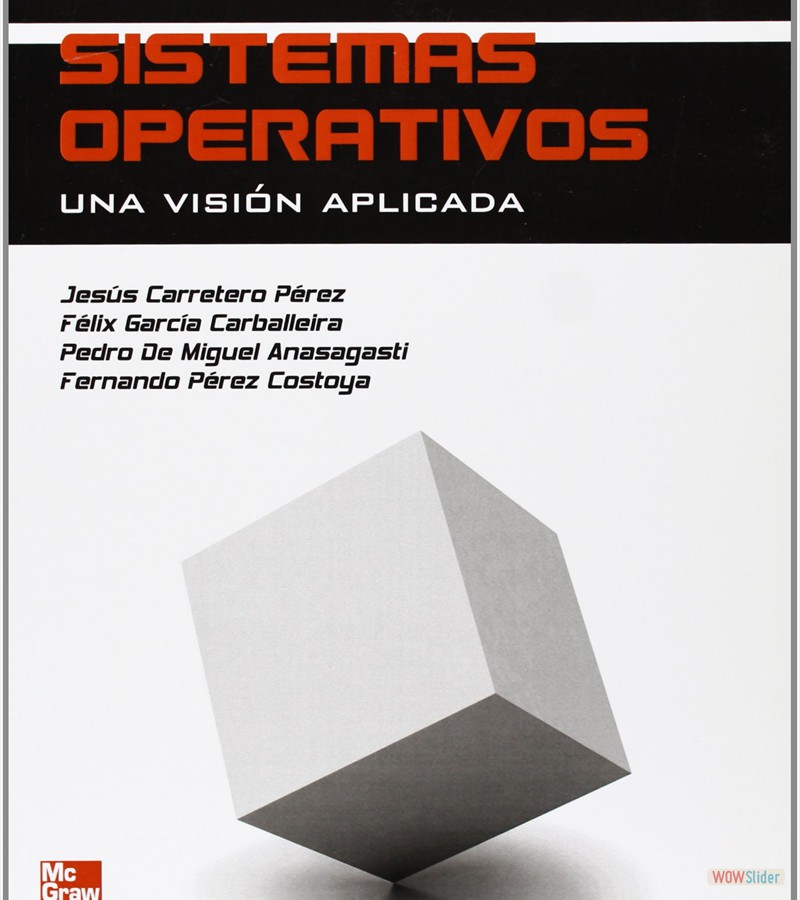 SISTEMAS
OPERATIVOS
UNA VISIÓN APLICADA
Jesús Carretero Pérez
Félix García Carballeira
Pedro De Miguel Anasagasti
Fernando Pérez Costoya
Mc
Graw
WOWSlider